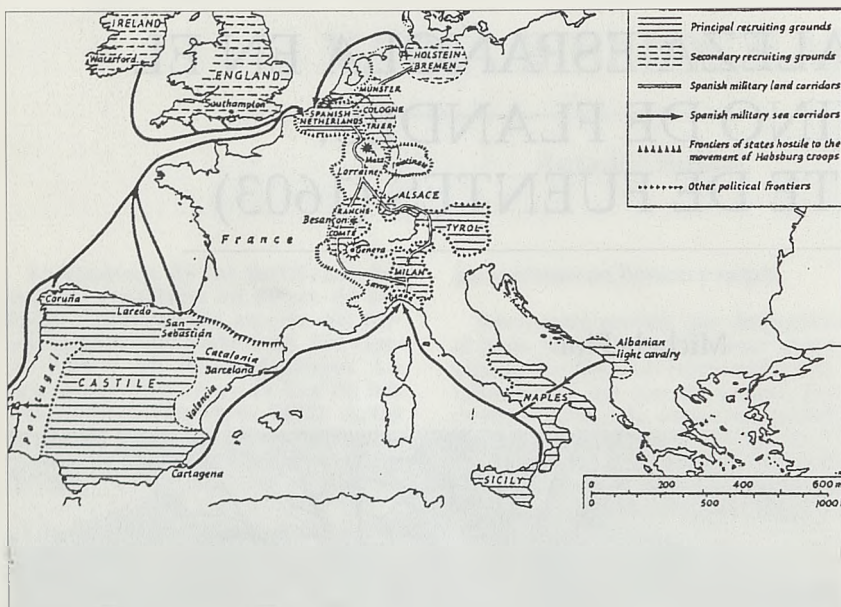 IRELAND
Waterford
ENGLAND
Southampton
HOLSTEIN
BREMEN
MÜNSTER
SPANISH
NETHERLANDS
COLOGNE
TRIER
Metz
Palatinate
Lorraine
ALSACE
Besançon
FRANCHE-
COMTÉ
Geneva
TYROL
MILAN
Savoy
France
Coruña
Laredo
San
Sebastián
Catalonia
Barcelona
CASTILE
Portugal
Valencia
Cartagena
Albanian
light cavalry
NAPLES
SICILY
Principal recruiting grounds
Secondary recruiting grounds
Spanish military land corridors
Spanish military sea corridors
Frontiers of states hostile to the
movement of Habsburg troops
Other political frontiers
0 200 400 600
0 500 1000